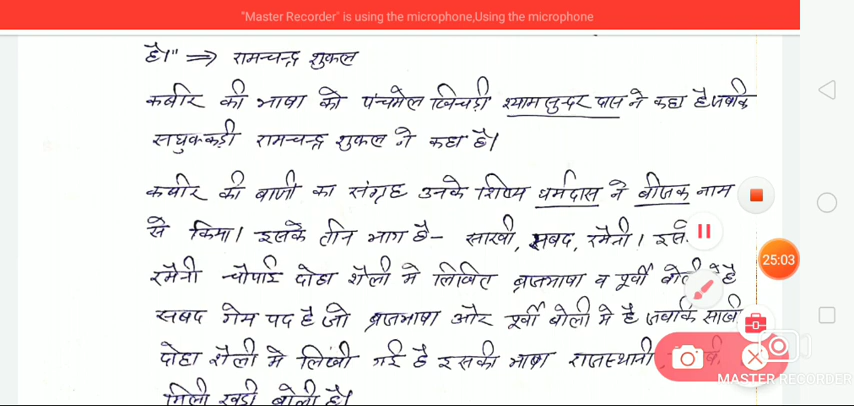 "Master Recorder" is using the microphone,Using the microphone
है।" ⇒ रामचन्द्र शुक्ल
कबीर की भाषा को पंचमेल खिचड़ी श्याम सुन्दर दास ने कहा है जबकि
सधुक्कड़ी रामचन्द्र शुक्ल ने कहा है।
कबीर की वाणी का संग्रह उनके शिष्य धर्मदास ने बीजक नाम
से किया। इसके तीन भाग है - साखी, सबद, रमैनी। इसमें
25:03
रमैनी चौपाई दोहा शैली मे लिखित ब्रजभाषा व पूर्वी बोली में है
सबद गेय पद है जो ब्रजभाषा और पूर्वी बोली मे है जबकि साखी
दोहा शैली मे लिखी गई है इसकी भाषा राजस्थानी
MASTER RECORDER
मिली खड़ी बोली है।